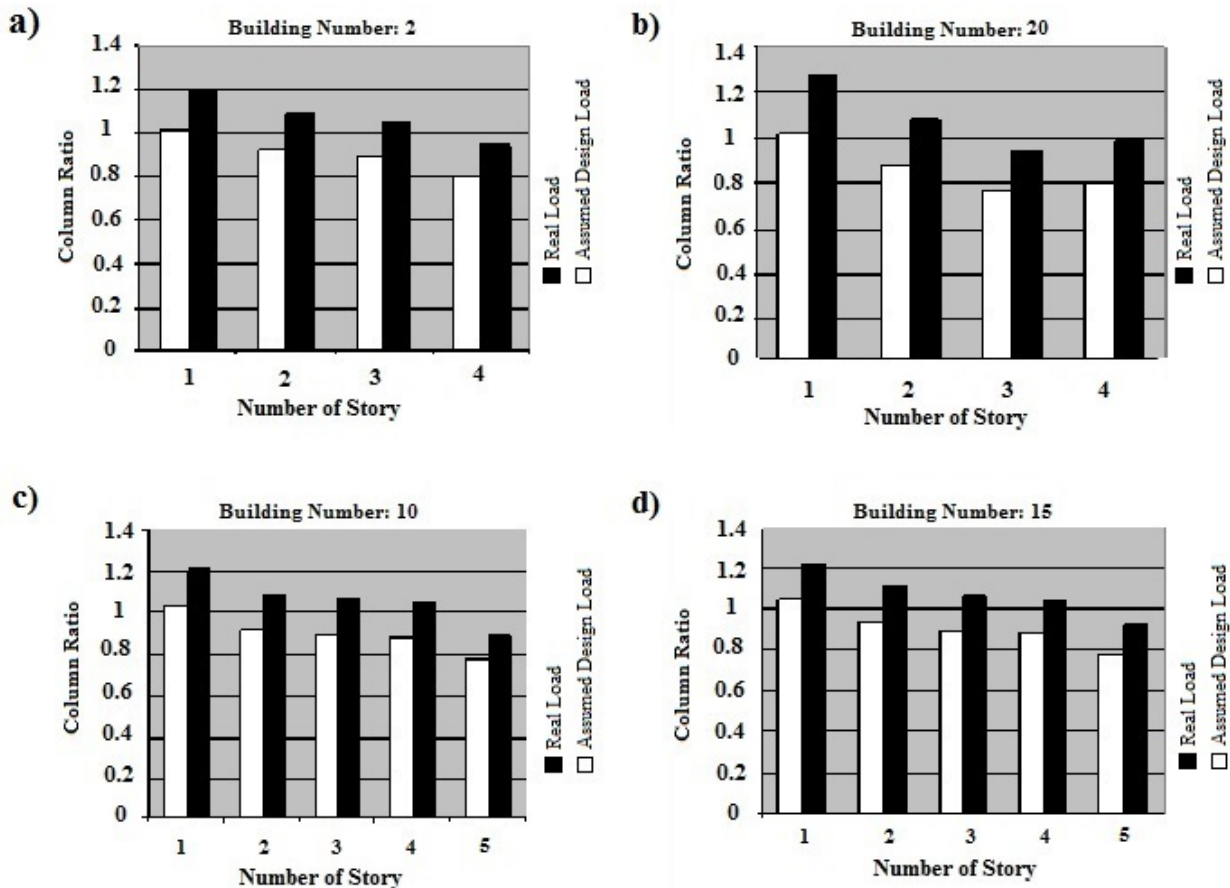 a)
Building Number: 2
1.4
1.2
1
0.8
0.6
0.4
0.2
0
Column Ratio
1 2 3 4
Number of Story
Real Load
Assumed Design Load
b)
Building Number: 20
1.4
1.2
1
0.8
0.6
0.4
0.2
0
Column Ratio
1 2 3 4
Number of Story
Real Load
Assumed Design Load
c)
Building Number: 10
1.4
1.2
1
0.8
0.6
0.4
0.2
0
Column Ratio
1 2 3 4 5
Number of Story
Real Load
Assumed Design Load
d)
Building Number: 15
1.4
1.2
1
0.8
0.6
0.4
0.2
0
Column Ratio
1 2 3 4 5
Number of Story
Real Load
Assumed Design Load